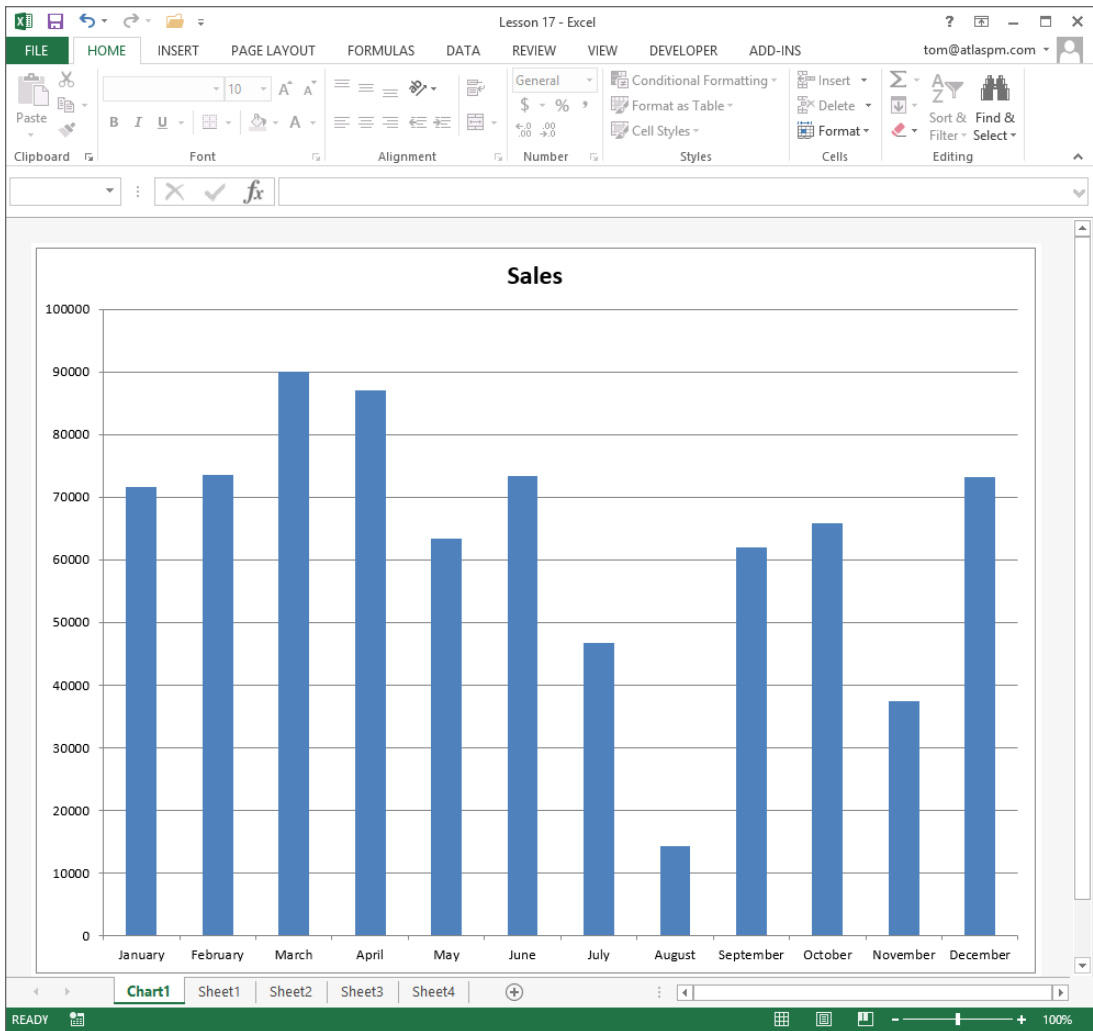 Lesson 17 - Excel
FILE HOME INSERT PAGE LAYOUT FORMULAS DATA REVIEW VIEW DEVELOPER ADD-INS tom@atlaspm.com
Paste
10 A A
B I U A
General
$ % ,
.00 .00
Conditional Formatting
Format as Table
Cell Styles
Insert
Delete
Format
Σ
A Z
Sort & Filter
Find & Select
Clipboard Font Alignment Number Styles Cells Editing
fx
Sales
100000
90000
80000
70000
60000
50000
40000
30000
20000
10000
0
January February March April May June July August September October November December
Chart1 Sheet1 Sheet2 Sheet3 Sheet4
READY 100%